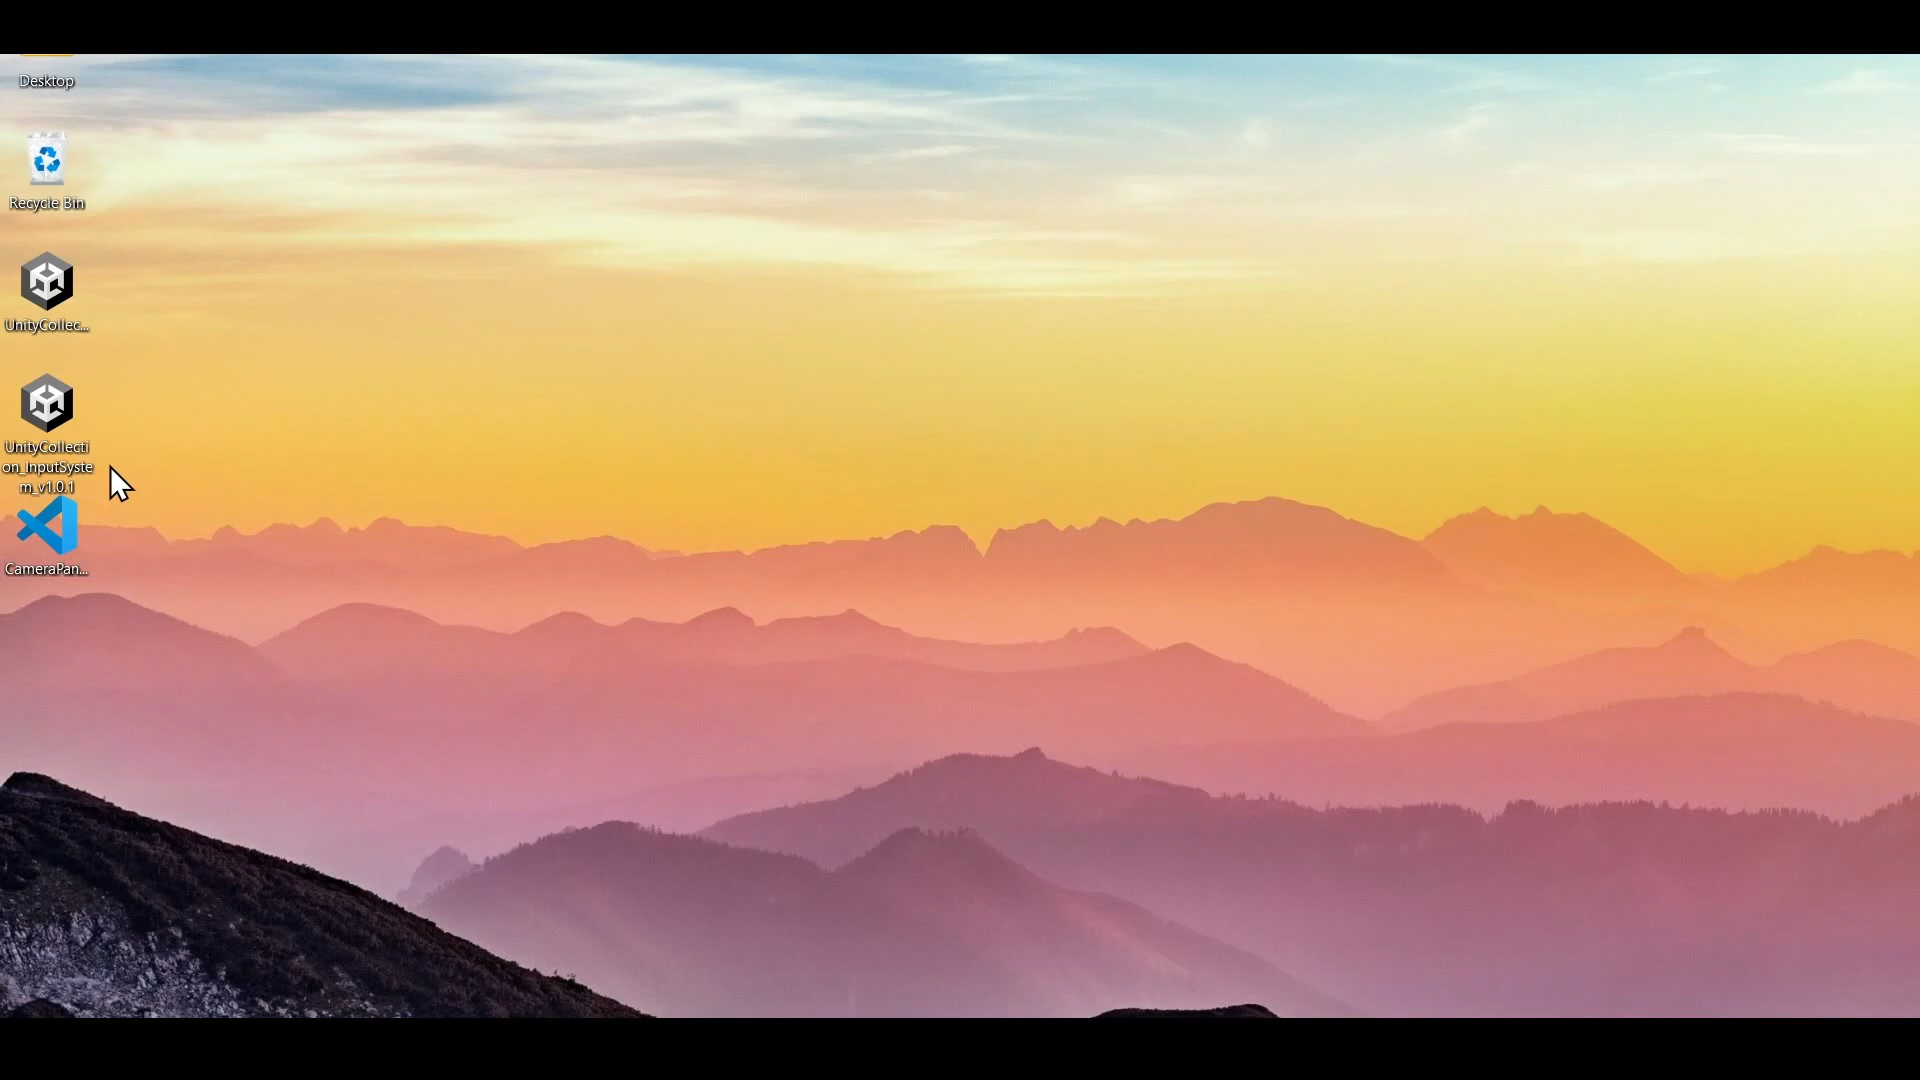 Desktop
Recycle Bin
UnityCollec...
UnityCollecti
on_InputSyste
m_v1.0.1
CameraPan...